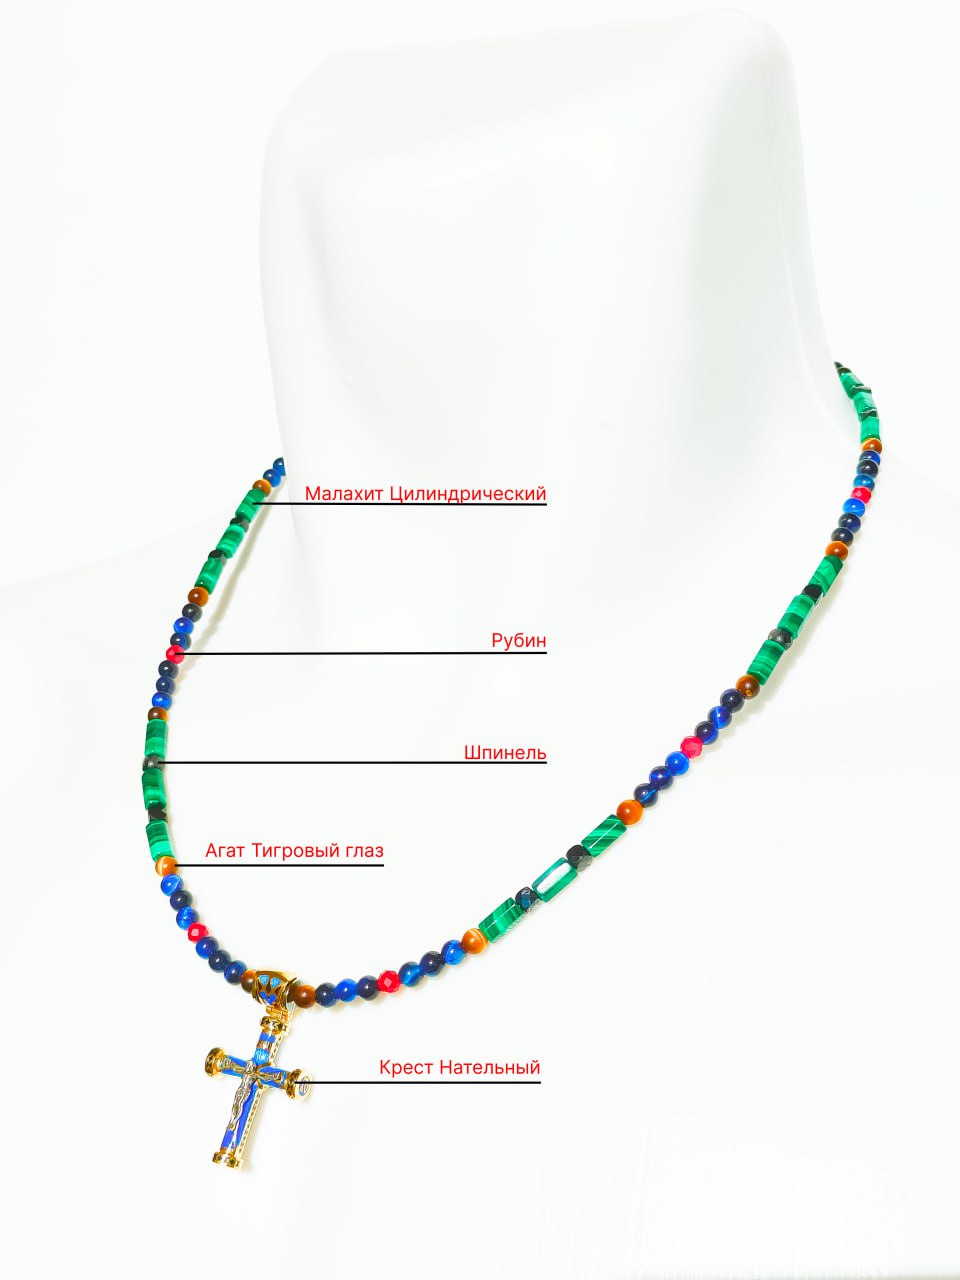 Малахит Цилиндрический
Рубин
Шпинель
Агат Тигровый глаз
Крест Нательный